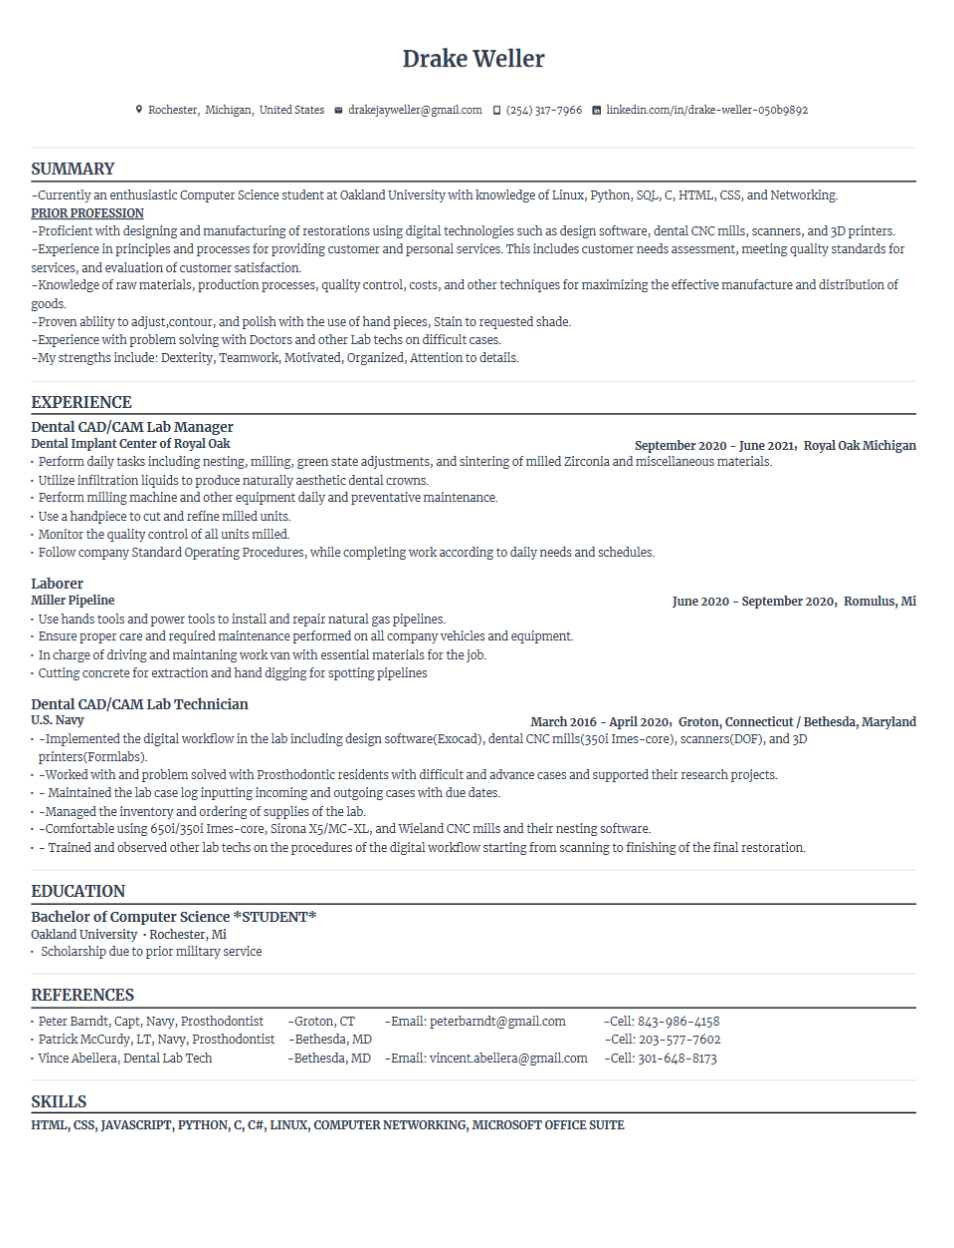 Drake Weller
Rochester, Michigan, United States drakejayweller@gmail.com (254) 317-7966 linkedin.com/in/drake-weller-050b9892
SUMMARY
-Currently an enthusiastic Computer Science student at Oakland University with knowledge of Linux, Python, SQL, C, HTML, CSS, and Networking.
PRIOR PROFESSION
-Proficient with designing and manufacturing of restorations using digital technologies such as design software, dental CNC mills, scanners, and 3D printers.
-Experience in principles and processes for providing customer and personal services. This includes customer needs assessment, meeting quality standards for
services, and evaluation of customer satisfaction.
-Knowledge of raw materials, production processes, quality control, costs, and other techniques for maximizing the effective manufacture and distribution of
goods.
-Proven ability to adjust,contour, and polish with the use of hand pieces, Stain to requested shade.
-Experience with problem solving with Doctors and other Lab techs on difficult cases.
-My strengths include: Dexterity, Teamwork, Motivated, Organized, Attention to details.
EXPERIENCE
Dental CAD/CAM Lab Manager
Dental Implant Center of Royal Oak September 2020 - June 2021, Royal Oak Michigan
· Perform daily tasks including nesting, milling, green state adjustments, and sintering of milled Zirconia and miscellaneous materials.
· Utilize infiltration liquids to produce naturally aesthetic dental crowns.
· Perform milling machine and other equipment daily and preventative maintenance.
· Use a handpiece to cut and refine milled units.
· Monitor the quality control of all units milled.
· Follow company Standard Operating Procedures, while completing work according to daily needs and schedules.
Laborer
Miller Pipeline June 2020 - September 2020, Romulus, Mi
· Use hands tools and power tools to install and repair natural gas pipelines.
· Ensure proper care and required maintenance performed on all company vehicles and equipment.
· In charge of driving and maintaning work van with essential materials for the job.
· Cutting concrete for extraction and hand digging for spotting pipelines
Dental CAD/CAM Lab Technician
U.S. Navy March 2016 - April 2020, Groton, Connecticut / Bethesda, Maryland
· -Implemented the digital workflow in the lab including design software(Exocad), dental CNC mills(350i Imes-core), scanners(DOF), and 3D
printers(Formlabs).
· -Worked with and problem solved with Prosthodontic residents with difficult and advance cases and supported their research projects.
· - Maintained the lab case log inputting incoming and outgoing cases with due dates.
· -Managed the inventory and ordering of supplies of the lab.
· -Comfortable using 650i/350i Imes-core, Sirona X5/MC-XL, and Wieland CNC mills and their nesting software.
· - Trained and observed other lab techs on the procedures of the digital workflow starting from scanning to finishing of the final restoration.
EDUCATION
Bachelor of Computer Science *STUDENT*
Oakland University · Rochester, Mi
· Scholarship due to prior military service
REFERENCES
· Peter Barndt, Capt, Navy, Prosthodontist -Groton, CT -Email: peterbarndt@gmail.com -Cell: 843-986-4158
· Patrick McCurdy, LT, Navy, Prosthodontist -Bethesda, MD -Cell: 203-577-7602
· Vince Abellera, Dental Lab Tech -Bethesda, MD -Email: vincent.abellera@gmail.com -Cell: 301-648-8173
SKILLS
HTML, CSS, JAVASCRIPT, PYTHON, C, C#, LINUX, COMPUTER NETWORKING, MICROSOFT OFFICE SUITE